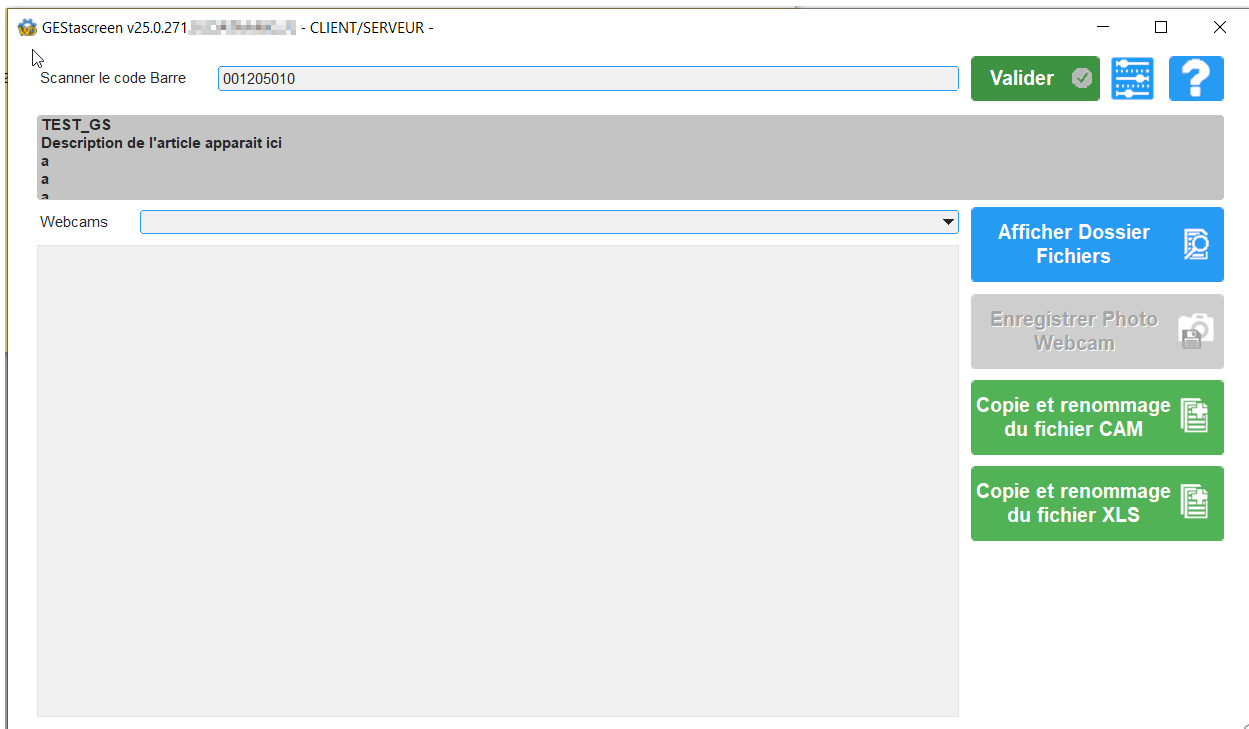 GEStascreen v25.0.271 - CLIENT/SERVEUR -
Scanner le code Barre
001205010
Valider
?
TEST_GS
Description de l'article apparait ici
a
a
a
Webcams
Afficher Dossier
Fichiers
Enregistrer Photo
Webcam
Copie et renommage
du fichier CAM
Copie et renommage
du fichier XLS